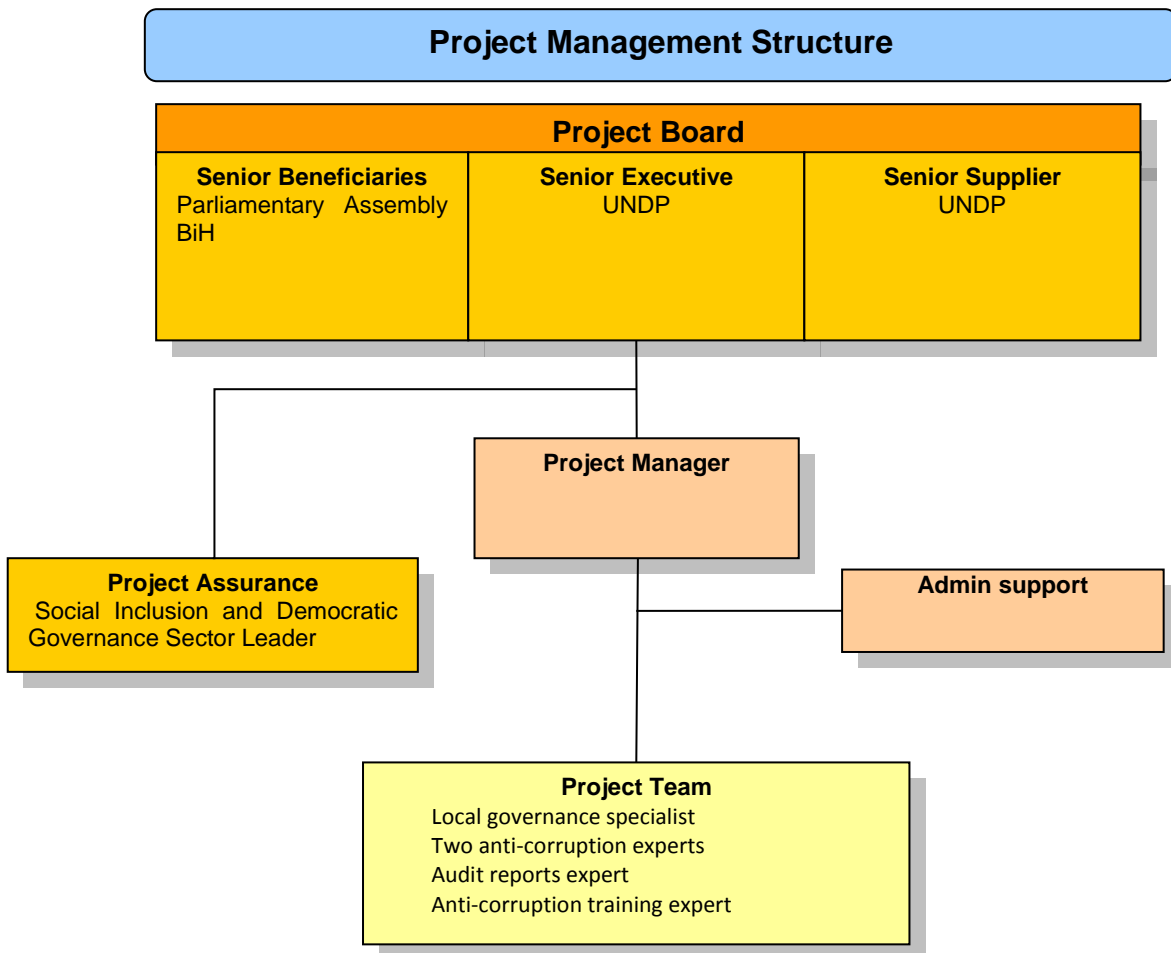 Project Management Structure
Project Board
Senior Beneficiaries
Parliamentary Assembly
BiH
Senior Executive
UNDP
Senior Supplier
UNDP
Project Manager
Project Assurance
Social Inclusion and Democratic
Governance Sector Leader
Admin support
Project Team
Local governance specialist
Two anti-corruption experts
Audit reports expert
Anti-corruption training expert